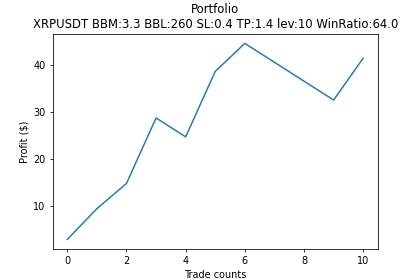 Portfolio
XRPUSDT BBM:3.3 BBL:260 SL:0.4 TP:1.4 lev:10 WinRatio:64.0
40
30
20
10
Profit ($)
0 2 4 6 8 10
Trade counts